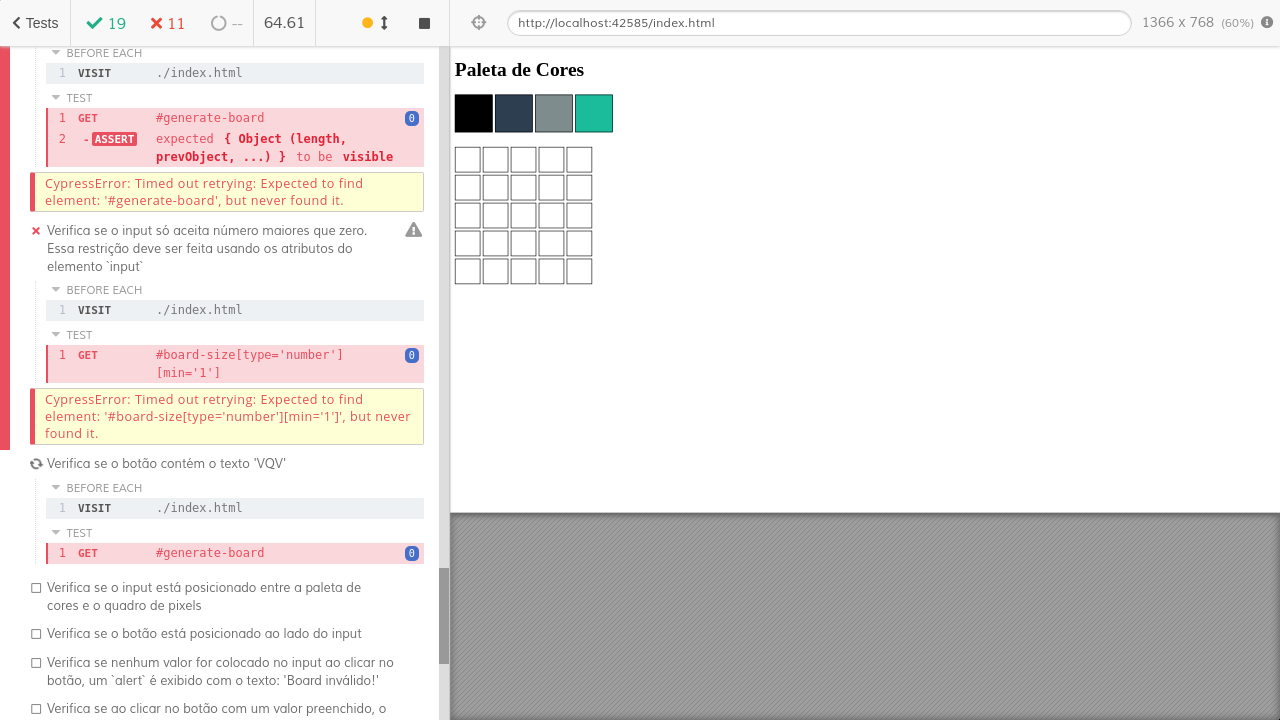 Tests
19
11
--
64.61
http://localhost:42585/index.html
1366 x 768 (60%)
BEFORE EACH
1 VISIT ./index.html
TEST
1 GET #generate-board 0
2 -ASSERT expected { Object (length,
prevObject, ...) } to be visible
CypressError: Timed out retrying: Expected to find
element: '#generate-board', but never found it.
Verifica se o input só aceita número maiores que zero.
Essa restrição deve ser feita usando os atributos do
elemento `input`
BEFORE EACH
1 VISIT ./index.html
TEST
1 GET #board-size[type='number'] 0
[min='1']
CypressError: Timed out retrying: Expected to find
element: '#board-size[type='number'][min='1']', but never
found it.
Verifica se o botão contém o texto 'VQV'
BEFORE EACH
1 VISIT ./index.html
TEST
1 GET #generate-board 0
Verifica se o input está posicionado entre a paleta de
cores e o quadro de pixels
Verifica se o botão está posicionado ao lado do input
Verifica se nenhum valor for colocado no input ao clicar no
botão, um `alert` é exibido com o texto: 'Board inválido!'
Verifica se ao clicar no botão com um valor preenchido, o
Paleta de Cores